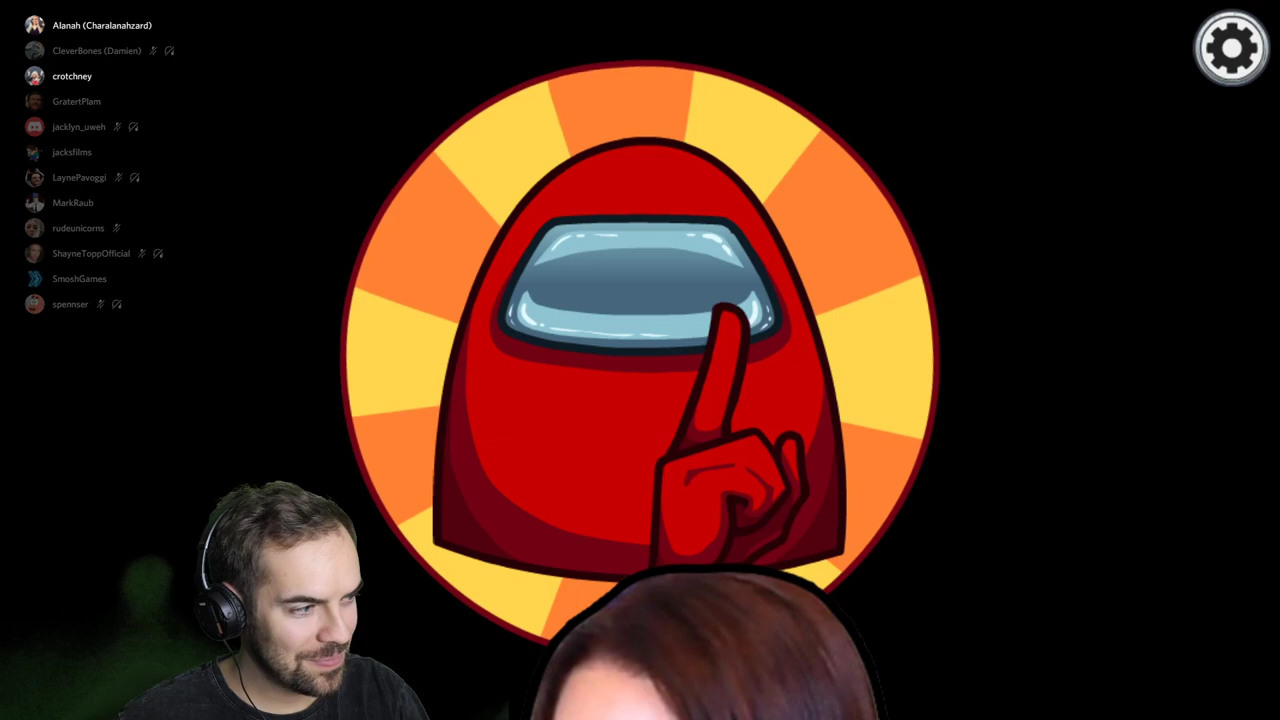 Alanah (Charalanahzard)
CleverBones (Damien)
crotchney
GratertPlam
jacklyn_uweh
jacksfilms
LaynePavoggi
MarkRaub
rudeunicorns
ShayneToppOfficial
SmoshGames
spennser